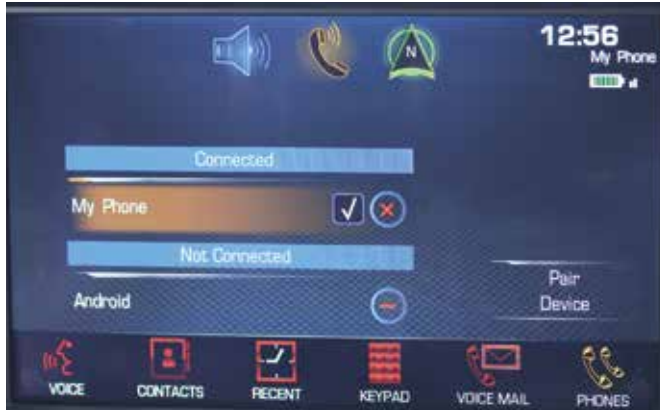 N
12:56
My Phone
Connected
My Phone
Not Connected
Android
Pair
Device
VOICE
CONTACTS
RECENT
KEYPAD
VOICE MAIL
PHONES